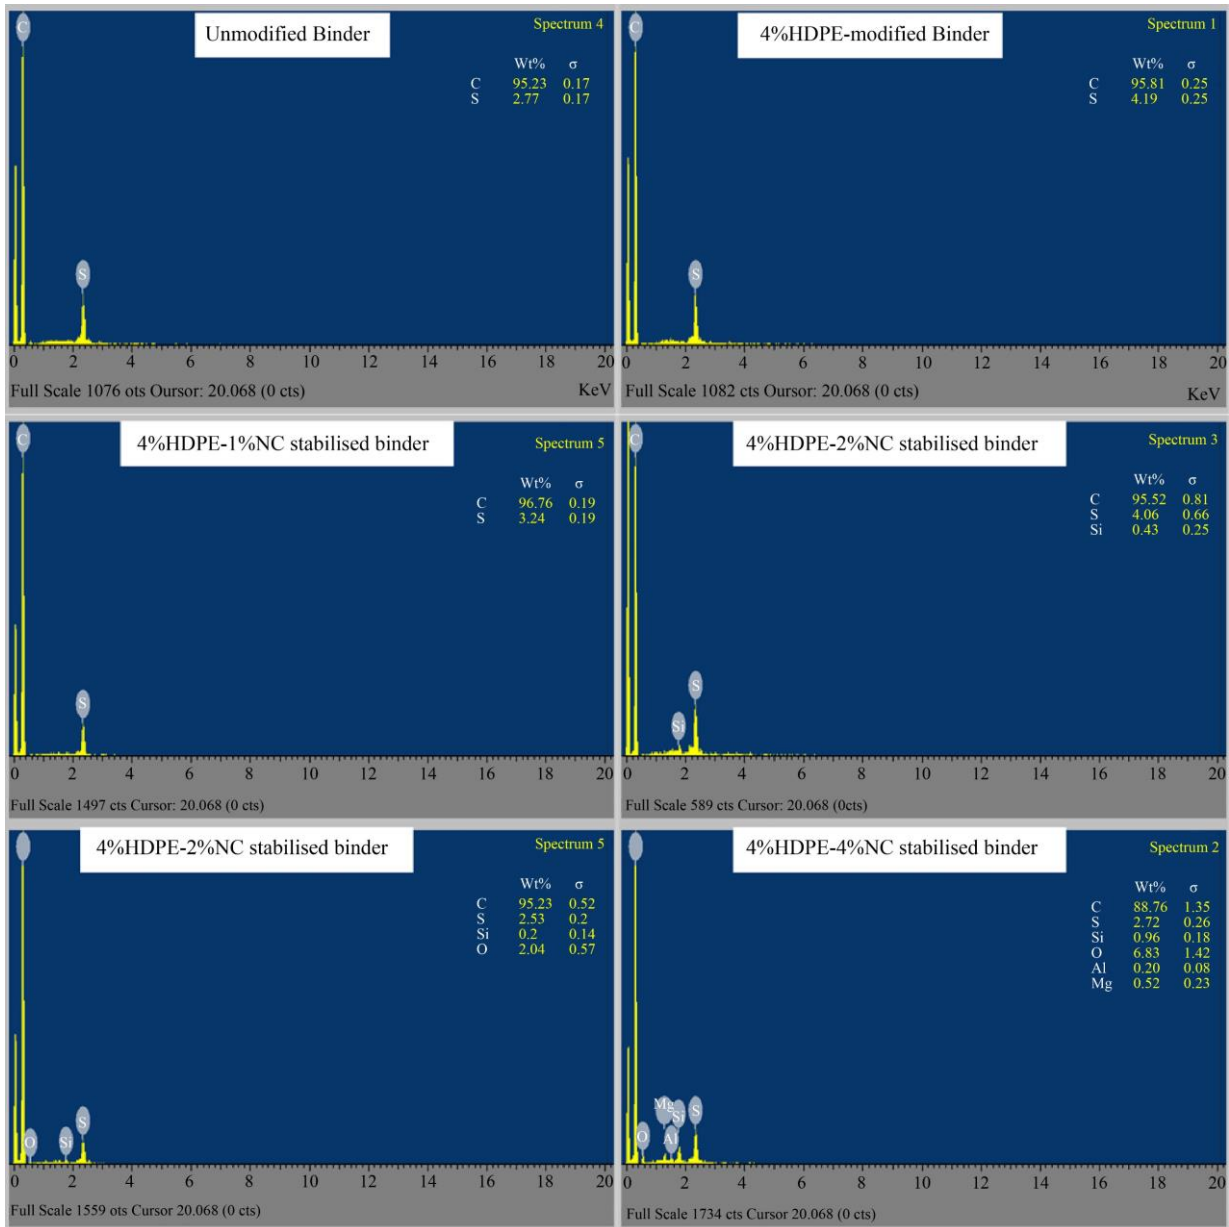 Unmodified Binder
Spectrum 4
C
Wt% σ
C 95.23 0.17
S 2.77 0.17
S
0 2 4 6 8 10 12 14 16 18 20
Full Scale 1076 ots Oursor: 20.068 (0 cts) KeV
4%HDPE-modified Binder
Spectrum 1
C
Wt% σ
C 95.81 0.25
S 4.19 0.25
S
0 2 4 6 8 10 12 14 16 18 20
Full Scale 1082 cts Oursor: 20.068 (0 cts) KeV
4%HDPE-1%NC stabilised binder
Spectrum 5
C
Wt% σ
C 96.76 0.19
S 3.24 0.19
S
0 2 4 6 8 10 12 14 16 18 20
Full Scale 1497 cts Cursor: 20.068 (0 cts)
4%HDPE-2%NC stabilised binder
Spectrum 3
C
Wt% σ
C 95.52 0.81
S 4.06 0.66
Si 0.43 0.25
S
Si
0 2 4 6 8 10 12 14 16 18 20
Full Scale 589 cts Cursor: 20.068 (0cts)
4%HDPE-2%NC stabilised binder
Spectrum 5
Wt% σ
C 95.23 0.52
S 2.53 0.2
Si 0.2 0.14
O 2.04 0.57
S
O Si
0 2 4 6 8 10 12 14 16 18 20
Full Scale 1559 ots Cursor 20.068 (0 cts)
4%HDPE-4%NC stabilised binder
Spectrum 2
Wt% σ
C 88.76 1.35
S 2.72 0.26
Si 0.96 0.18
O 6.83 1.42
Al 0.20 0.08
Mg 0.52 0.23
Mg Si S
O Al
0 2 4 6 8 10 12 14 16 18 20
Full Scale 1734 cts Cursor 20.068 (0 cts)